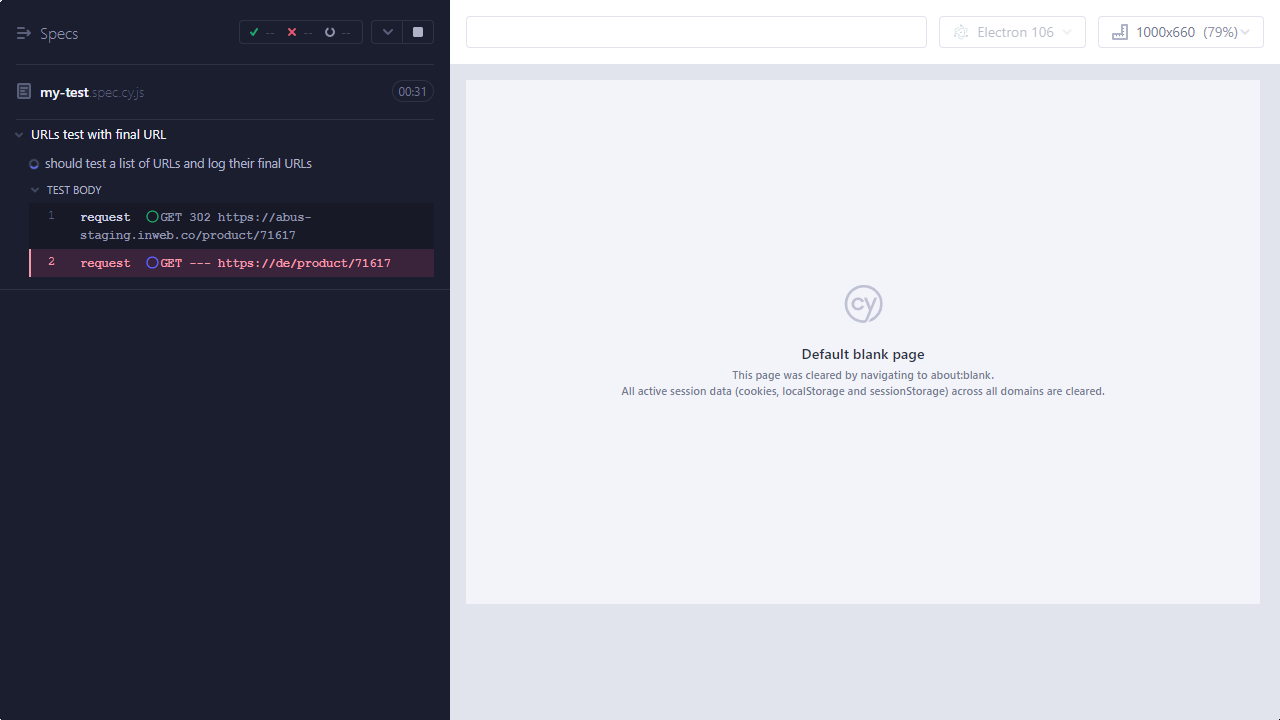 Specs
-- -- --
my-test.spec.cy.js
00:31
URLs test with final URL
should test a list of URLs and log their final URLs
TEST BODY
1 request GET 302 https://abus-
staging.inweb.co/product/71617
2 request GET --- https://de/product/71617
Electron 106
1000x660 (79%)
cy
Default blank page
This page was cleared by navigating to about:blank.
All active session data (cookies, localStorage and sessionStorage) across all domains are cleared.